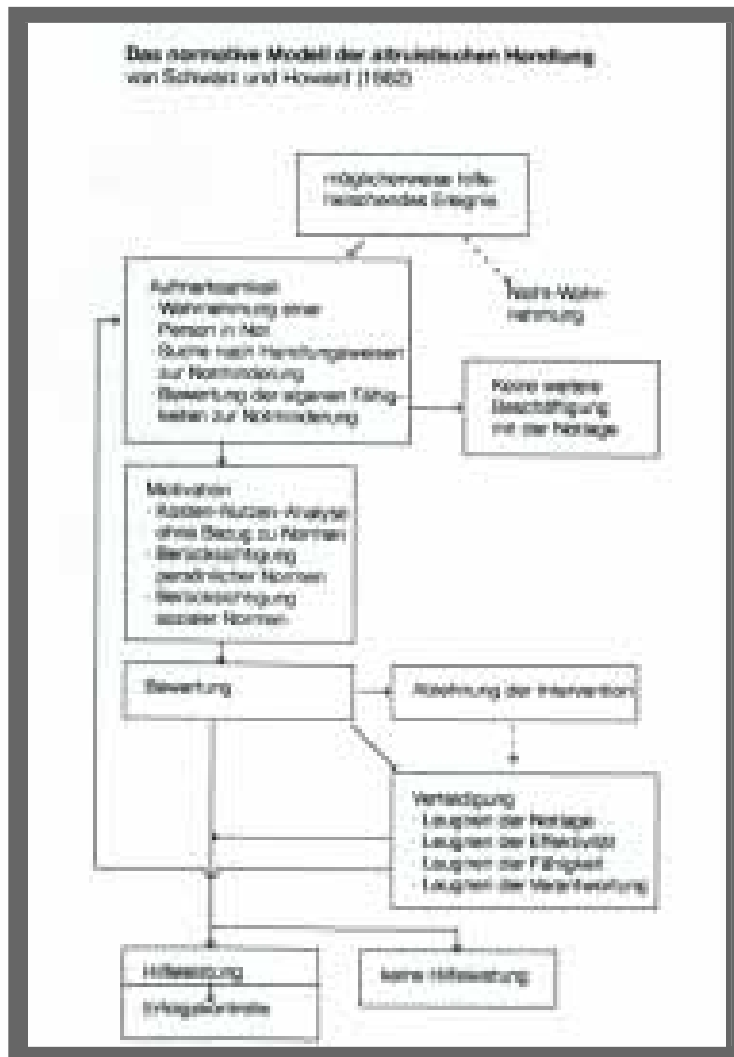 Das normative Modell der altruistischen Handlung
von Schwarz und Howard (1982)
möglicherweise hilfe-
heischendes Ereignis
Aufmerksamkeit
- Wahrnehmung einer
Person in Not
- Suche nach Handlungsweisen
zur Notminderung
- Bewertung der eigenen Fähig-
keiten zur Notminderung
Nicht-Wahr-
nehmung
Keine weitere
Beschäftigung
mit der Notlage
Motivation
- Kosten-Nutzen-Analyse
ohne Bezug zu Normen
- Berücksichtigung
persönlicher Normen
- Berücksichtigung
sozialer Normen
Bewertung
Ablehnung der Intervention
Verteidigung
- Leugnen der Notlage
- Leugnen der Effektivität
- Leugnen der Fähigkeit
- Leugnen der Verantwortung
Hilfeleistung
keine Hilfeleistung
Erfolgskontrolle